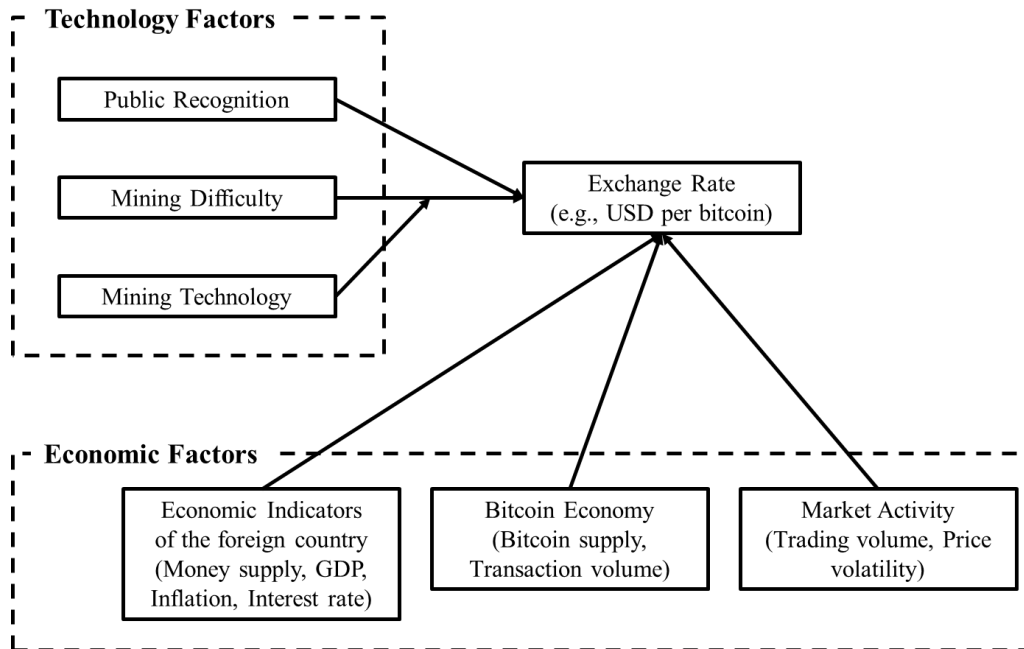 Technology Factors
Public Recognition
Mining Difficulty
Mining Technology
Exchange Rate
(e.g., USD per bitcoin)
Economic Factors
Economic Indicators
of the foreign country
(Money supply, GDP,
Inflation, Interest rate)
Bitcoin Economy
(Bitcoin supply,
Transaction volume)
Market Activity
(Trading volume, Price
volatility)